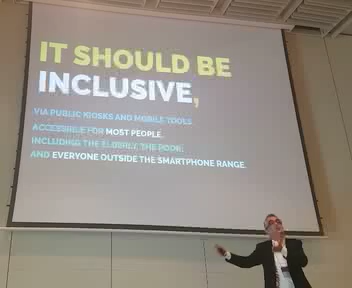 IT SHOULD BE
INCLUSIVE,
VIA PUBLIC KIOSKS AND MOBILE TOOLS
ACCESSIBLE FOR MOST PEOPLE.
INCLUDING THE ELDERLY, THE POOR,
AND EVERYONE OUTSIDE THE SMARTPHONE RANGE.